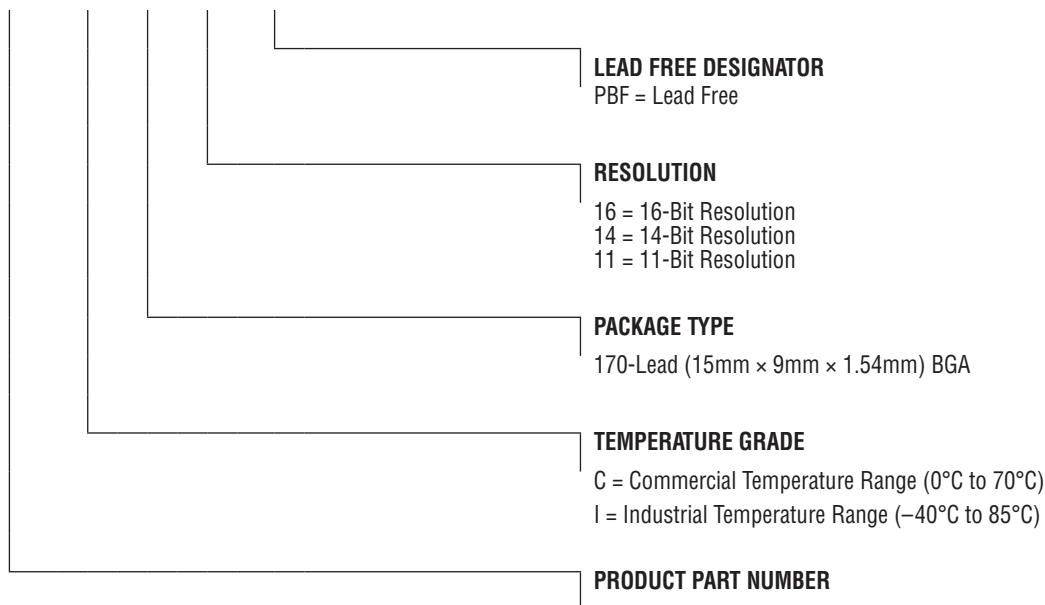 LEAD FREE DESIGNATOR
PBF = Lead Free
RESOLUTION
16 = 16-Bit Resolution
14 = 14-Bit Resolution
11 = 11-Bit Resolution
PACKAGE TYPE
170-Lead (15mm × 9mm × 1.54mm) BGA
TEMPERATURE GRADE
C = Commercial Temperature Range (0°C to 70°C)
I = Industrial Temperature Range (–40°C to 85°C)
PRODUCT PART NUMBER